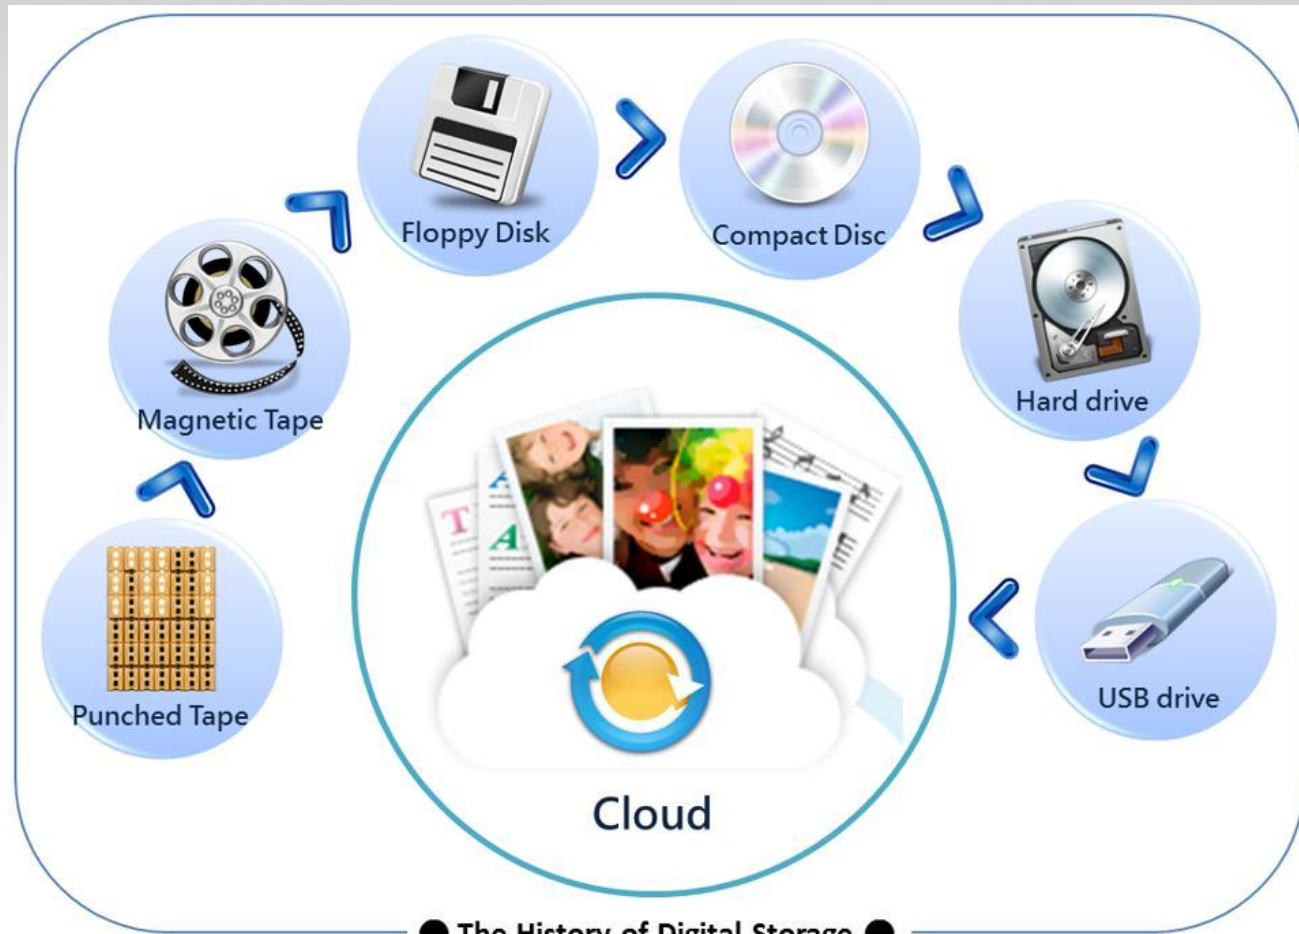 Floppy Disk
Compact Disc
Magnetic Tape
Hard drive
Punched Tape
USB drive
T
A
A
Cloud
The History of Digital Storage